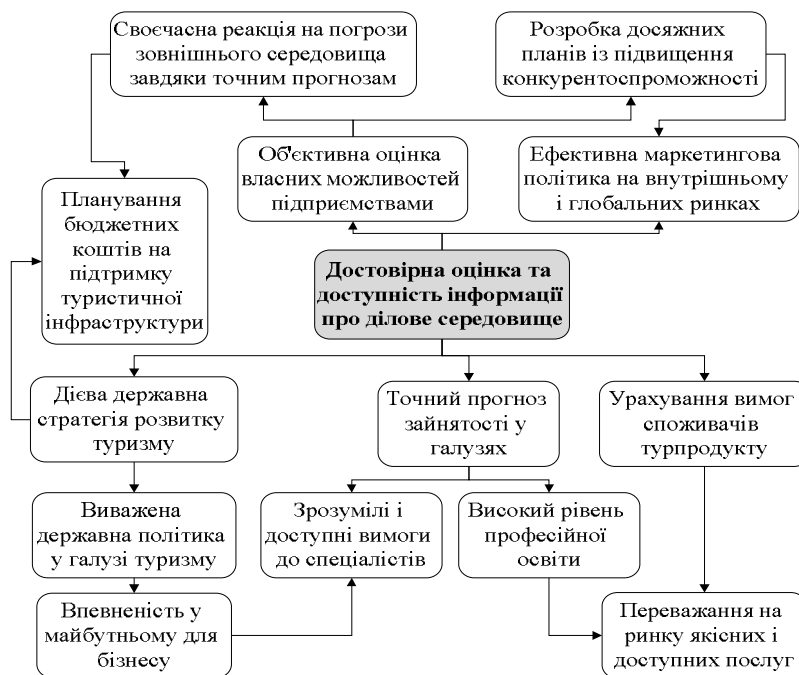 Своєчасна реакція на погрози
зовнішнього середовища
завдяки точним прогнозам
Розробка досяжних
планів із підвищення
конкурентоспроможності
Об'єктивна оцінка
власних можливостей
підприємствами
Ефективна маркетингова
політика на внутрішньому
і глобальних ринках
Планування
бюджетних
коштів на
підтримку
туристичної
інфраструктури
Достовірна оцінка та
доступність інформації
про ділове середовище
Дієва державна
стратегія розвитку
туризму
Точний прогноз
зайнятості у
галузях
Урахування вимог
споживачів
турпродукту
Виважена
державна політика
у галузі туризму
Зрозумілі і
доступні вимоги
до спеціалістів
Високий рівень
професійної
освіти
Впевненість у
майбутньому для
бізнесу
Переважання на
ринку якісних і
доступних послуг